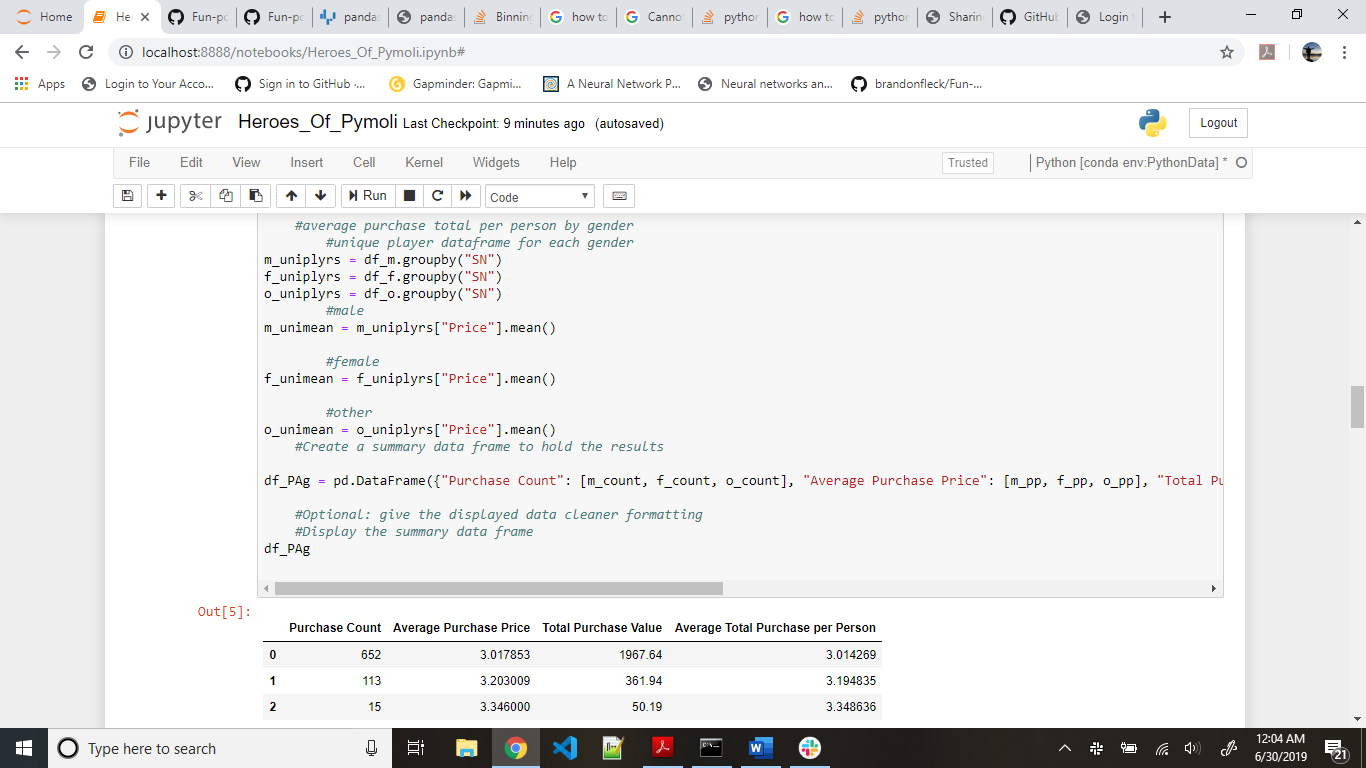 Home
Her
Fun-po
Fun-po
panda
panda
Binnin
how to
Canno
python
how to
python
Sharin
GitHub
Login
localhost:8888/notebooks/Heroes_Of_Pymoli.ipynb#
Apps
Login to Your Acco...
Sign in to GitHub ·...
Gapminder: Gapmi...
A Neural Network P...
Neural networks an...
brandonfleck/Fun-...
jupyter
Heroes_Of_Pymoli Last Checkpoint: 9 minutes ago (autosaved)
Logout
File Edit View Insert Cell Kernel Widgets Help
Trusted
Python [conda env:PythonData] *
Run
Code
#average purchase total per person by gender
#unique player dataframe for each gender
m_uniplyrs = df_m.groupby("SN")
f_uniplyrs = df_f.groupby("SN")
o_uniplyrs = df_o.groupby("SN")
#male
m_unimean = m_uniplyrs["Price"].mean()
#female
f_unimean = f_uniplyrs["Price"].mean()
#other
o_unimean = o_uniplyrs["Price"].mean()
#Create a summary data frame to hold the results
df_PAg = pd.DataFrame({"Purchase Count": [m_count, f_count, o_count], "Average Purchase Price": [m_pp, f_pp, o_pp], "Total Pu
#Optional: give the displayed data cleaner formatting
#Display the summary data frame
df_PAg
Out[5]:
Purchase Count Average Purchase Price Total Purchase Value Average Total Purchase per Person
0 652 3.017853 1967.64 3.014269
1 113 3.203009 361.94 3.194835
2 15 3.346000 50.19 3.348636
Type here to search
12:04 AM
6/30/2019
21